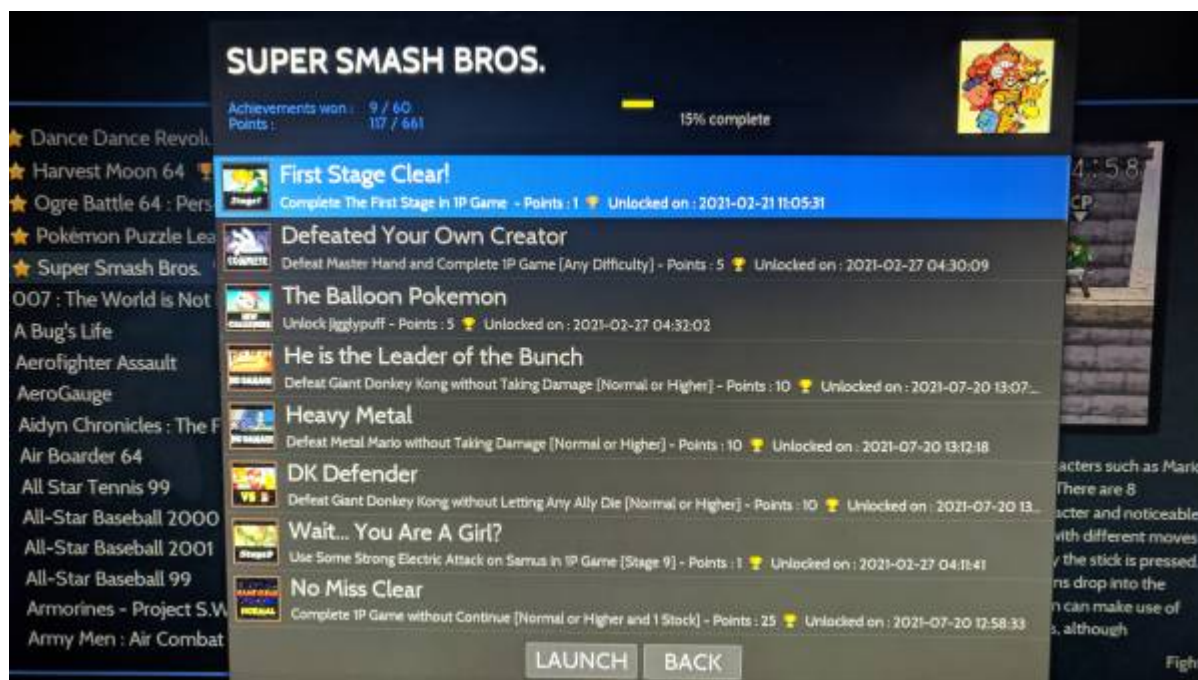 SUPER SMASH BROS.
Achievements won : 9 / 60
Points : 117 / 661
15% complete
Dance Dance
Harvest Moon 64
Ogre Battle 64 :
Pokémon Puzzle
Super Smash Bros.
007 : The World is Not
A Bug's Life
Aerofighter Assault
AeroGauge
Aidyn Chronicles : The
Air Boarder 64
All Star Tennis 99
All-Star Baseball 2000
All-Star Baseball 2001
All-Star Baseball 99
Armorines - Project
Army Men : Air Combat
First Stage Clear!
Complete The First Stage in 1P Game - Points : 1 Unlocked on : 2021-02-21 11:05:31
Defeated Your Own Creator
Defeat Master Hand and Complete 1P Game [Any Difficulty] - Points : 5 Unlocked on : 2021-02-27 04:30:09
The Balloon Pokemon
Unlock Jigglypuff - Points : 5 Unlocked on : 2021-02-27 04:32:02
He is the Leader of the Bunch
Defeat Giant Donkey Kong without Taking Damage [Normal or Higher] - Points : 10 Unlocked on : 2021-07-20 13:07:...
Heavy Metal
Defeat Metal Mario without Taking Damage [Normal or Higher] - Points : 10 Unlocked on : 2021-07-20 13:12:18
DK Defender
Defeat Giant Donkey Kong without Letting Any Ally Die [Normal or Higher] - Points : 10 Unlocked on : 2021-07-20 13...
Wait... You Are A Girl?
Use Some Strong Electric Attack on Samus in 1P Game [Stage 9] - Points : 1 Unlocked on : 2021-02-27 04:11:41
No Miss Clear
Complete 1P Game without Continue [Normal or Higher and 1 Stock] - Points : 25 Unlocked on : 2021-07-20 12:58:33
LAUNCH BACK
4:58
CP
such as
There are 8
and noticeable
with different moves
the stick is pressed.
drop into the
can make use of
although